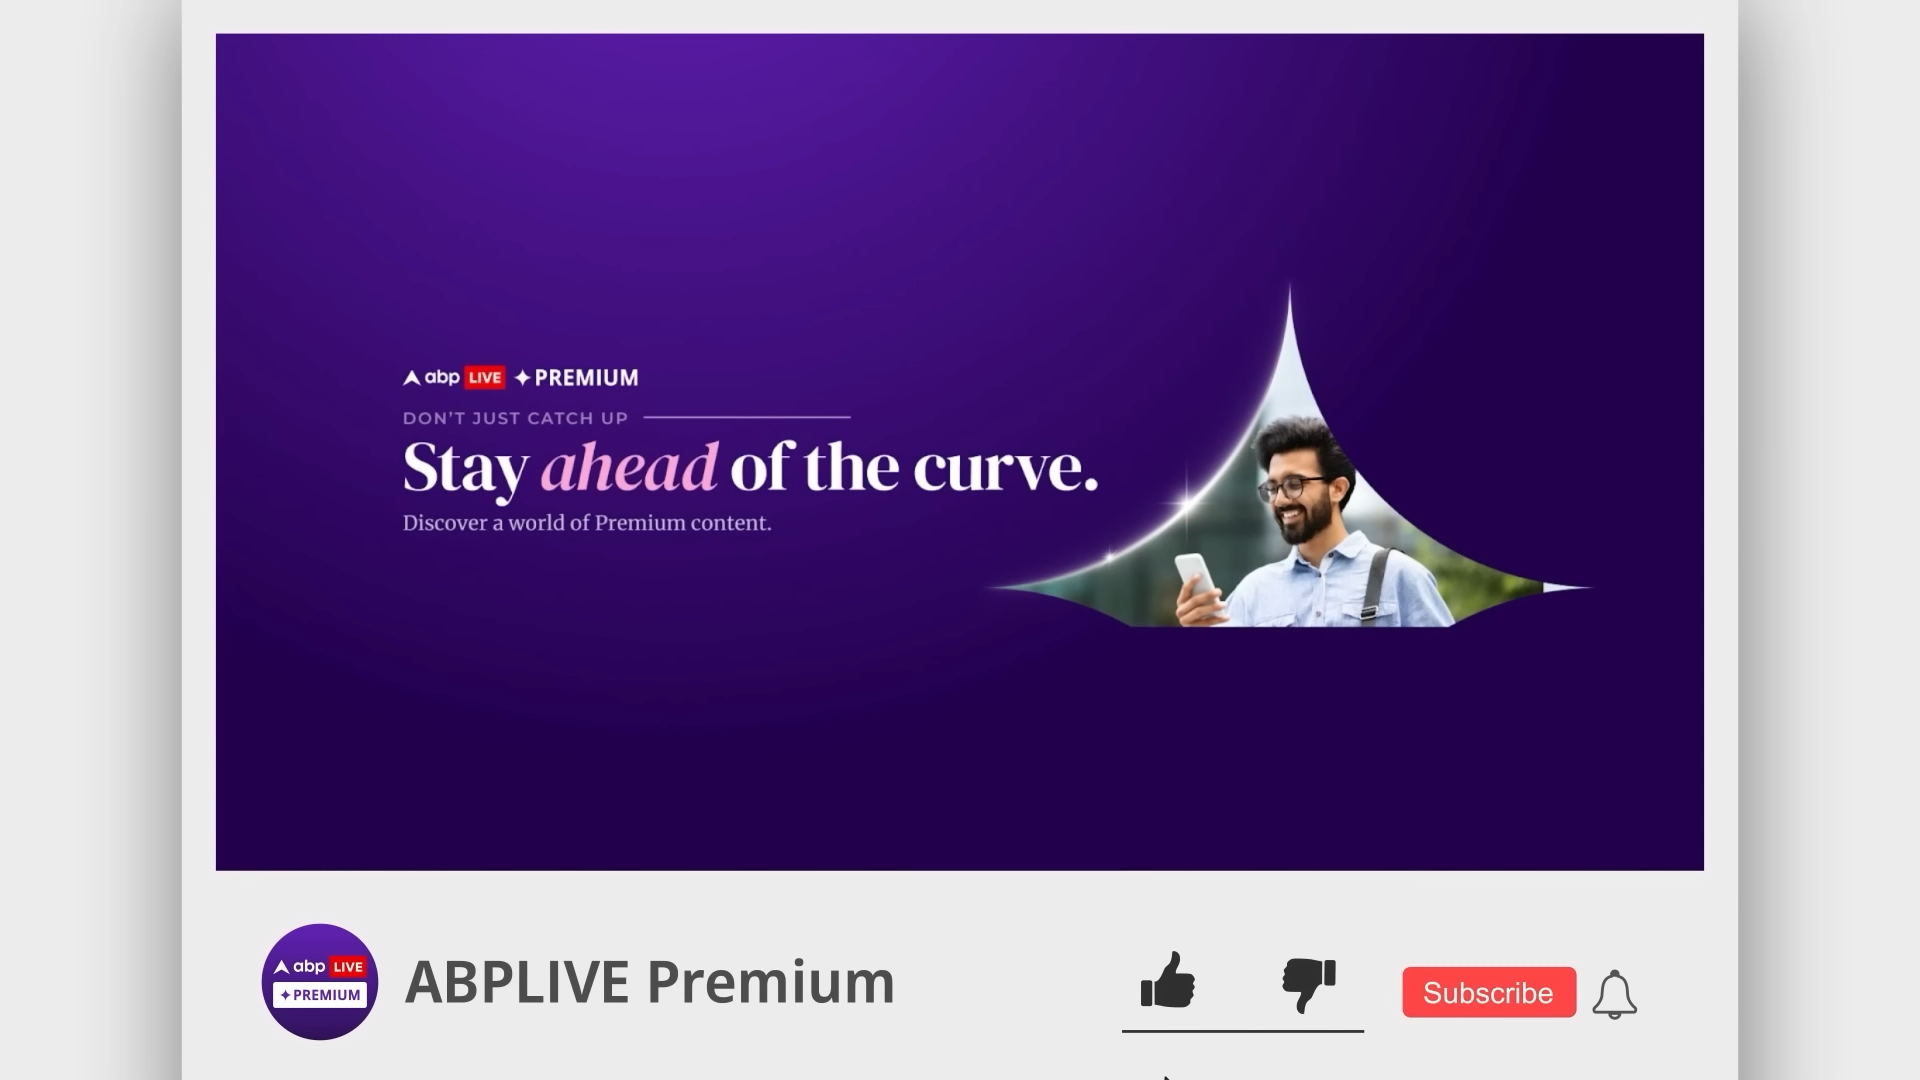 abp LIVE PREMIUM
DON'T JUST CATCH UP
Stay ahead of the curve.
Discover a world of Premium content.
abp LIVE
PREMIUM
ABPLIVE Premium
Subscribe